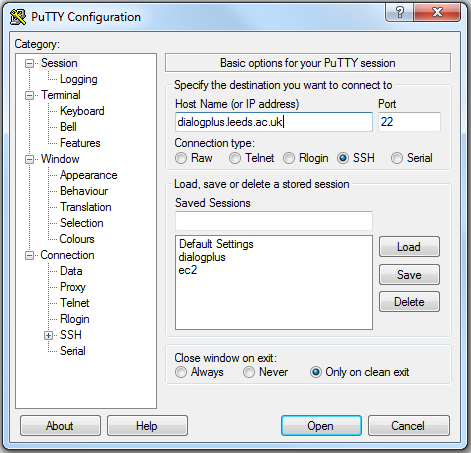 PuTTY Configuration
Category:
Session
Logging
Terminal
Keyboard
Bell
Features
Window
Appearance
Behaviour
Translation
Selection
Colours
Connection
Data
Proxy
Telnet
Rlogin
SSH
Serial
Basic options for your PuTTY session
Specify the destination you want to connect to
Host Name (or IP address) Port
dialogplus.leeds.ac.uk 22
Connection type:
Raw Telnet Rlogin SSH Serial
Load, save or delete a stored session
Saved Sessions
Default Settings
dialogplus
ec2
Load
Save
Delete
Close window on exit:
Always Never Only on clean exit
About Help Open Cancel